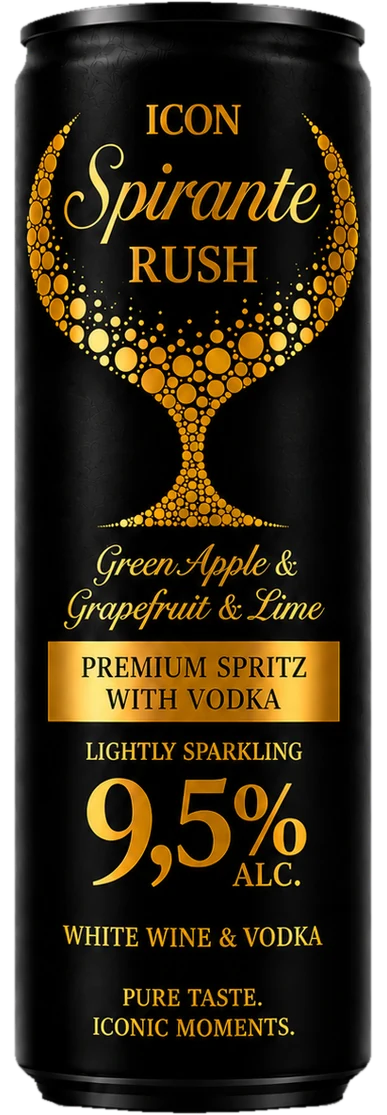 ICON
Spirante
RUSH
Green Apple &
Grapefruit & Lime
PREMIUM SPRITZ
WITH VODKA
LIGHTLY SPARKLING
9,5%
ALC.
WHITE WINE & VODKA
PURE TASTE.
ICONIC MOMENTS.